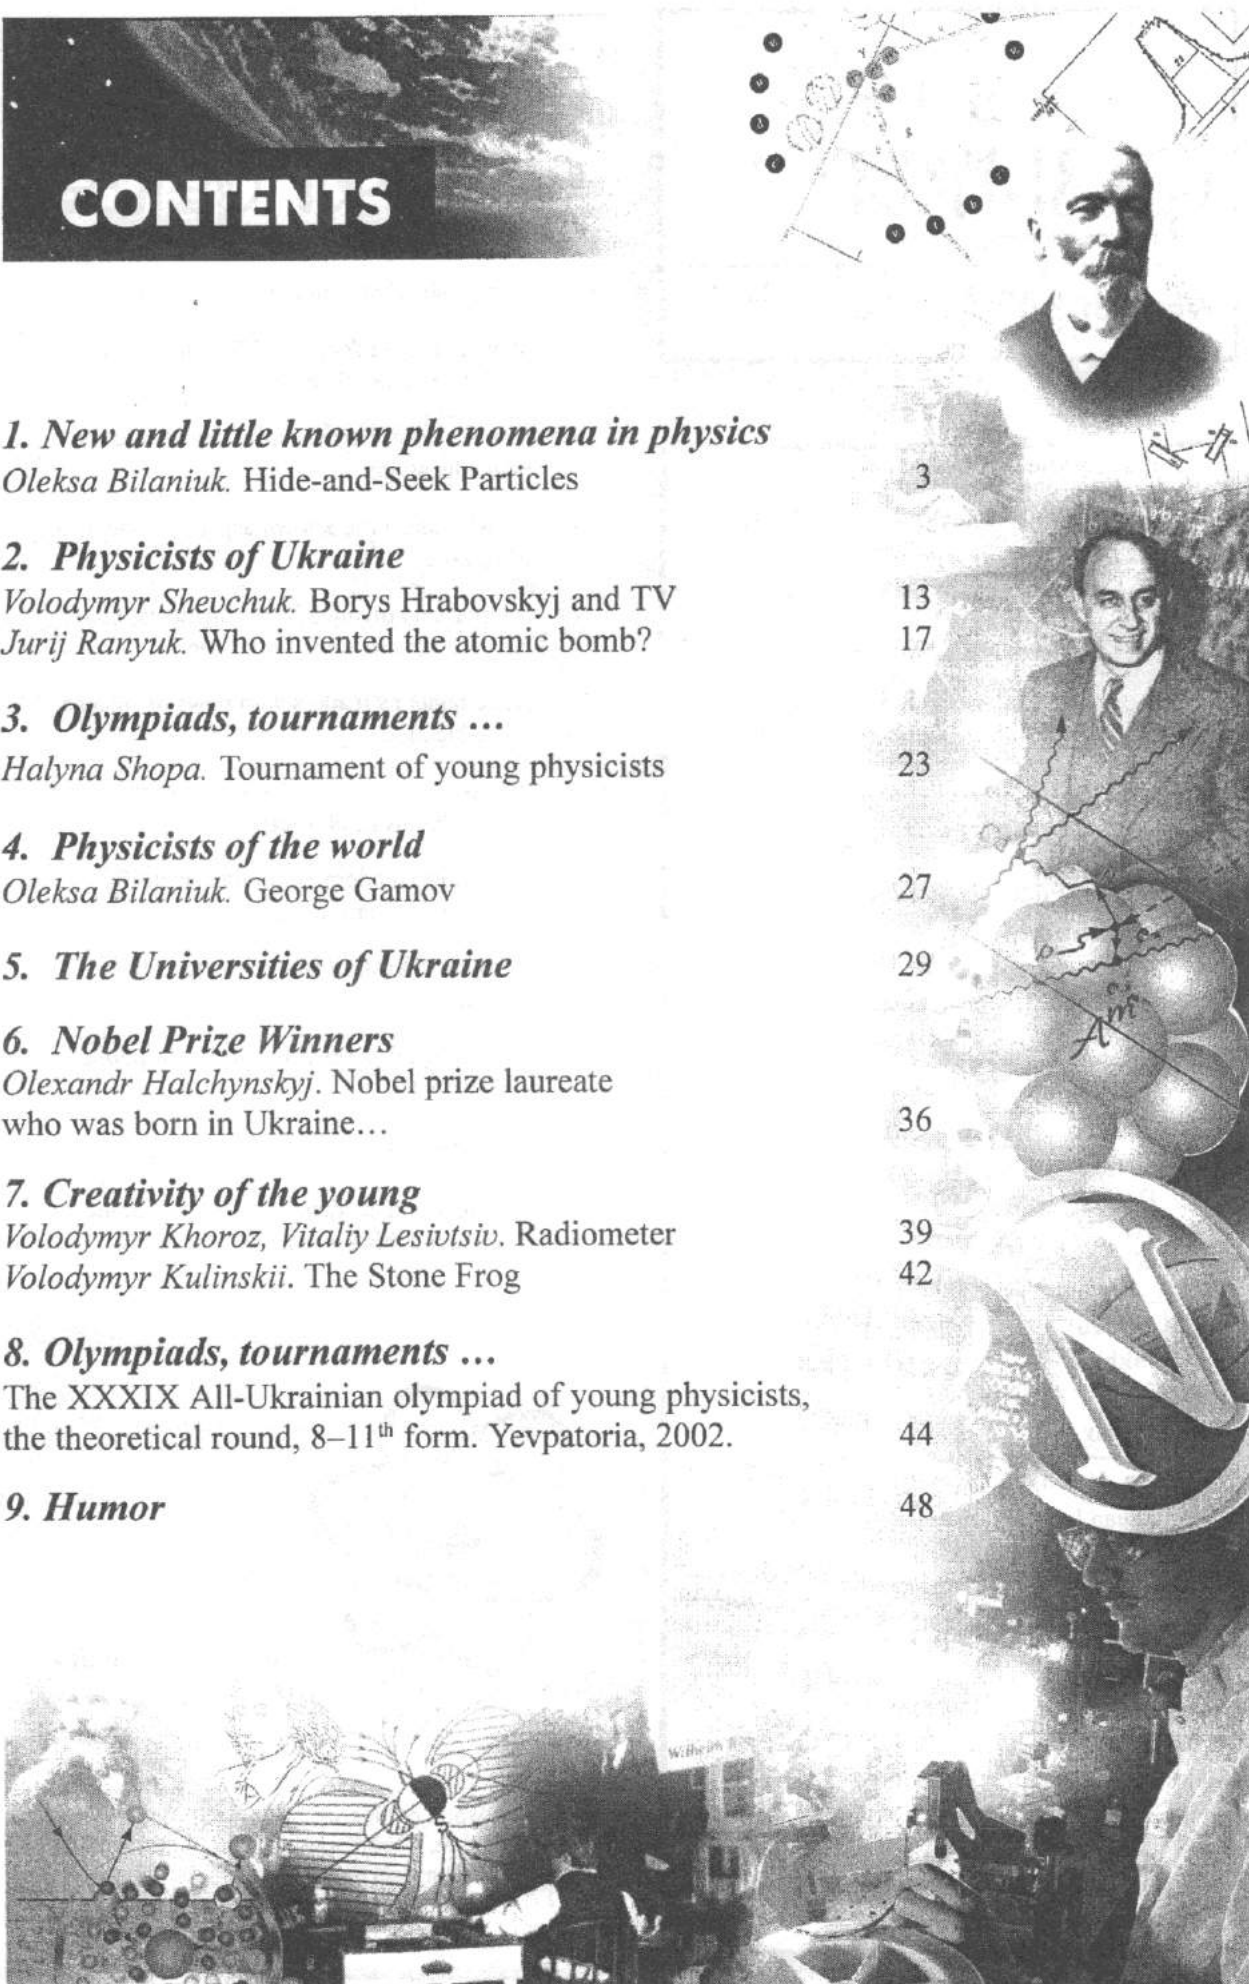 CONTENTS
1. New and little known phenomena in physics
Oleksa Bilaniuk. Hide-and-Seek Particles 3
2. Physicists of Ukraine
Volodymyr Shevchuk. Borys Hrabovskyj and TV 13
Jurij Ranyuk. Who invented the atomic bomb? 17
3. Olympiads, tournaments ...
Halyna Shopa. Tournament of young physicists 23
4. Physicists of the world
Oleksa Bilaniuk. George Gamov 27
5. The Universities of Ukraine 29
6. Nobel Prize Winners
Olexandr Halchynskyj. Nobel prize laureate
who was born in Ukraine... 36
7. Creativity of the young
Volodymyr Khoroz, Vitaliy Lesivtsiv. Radiometer 39
Volodymyr Kulinskii. The Stone Frog 42
8. Olympiads, tournaments ...
The XXXIX All-Ukrainian olympiad of young physicists,
the theoretical round, 8–11th form. Yevpatoria, 2002. 44
9. Humor 48
Am
N
Wilhelm
S